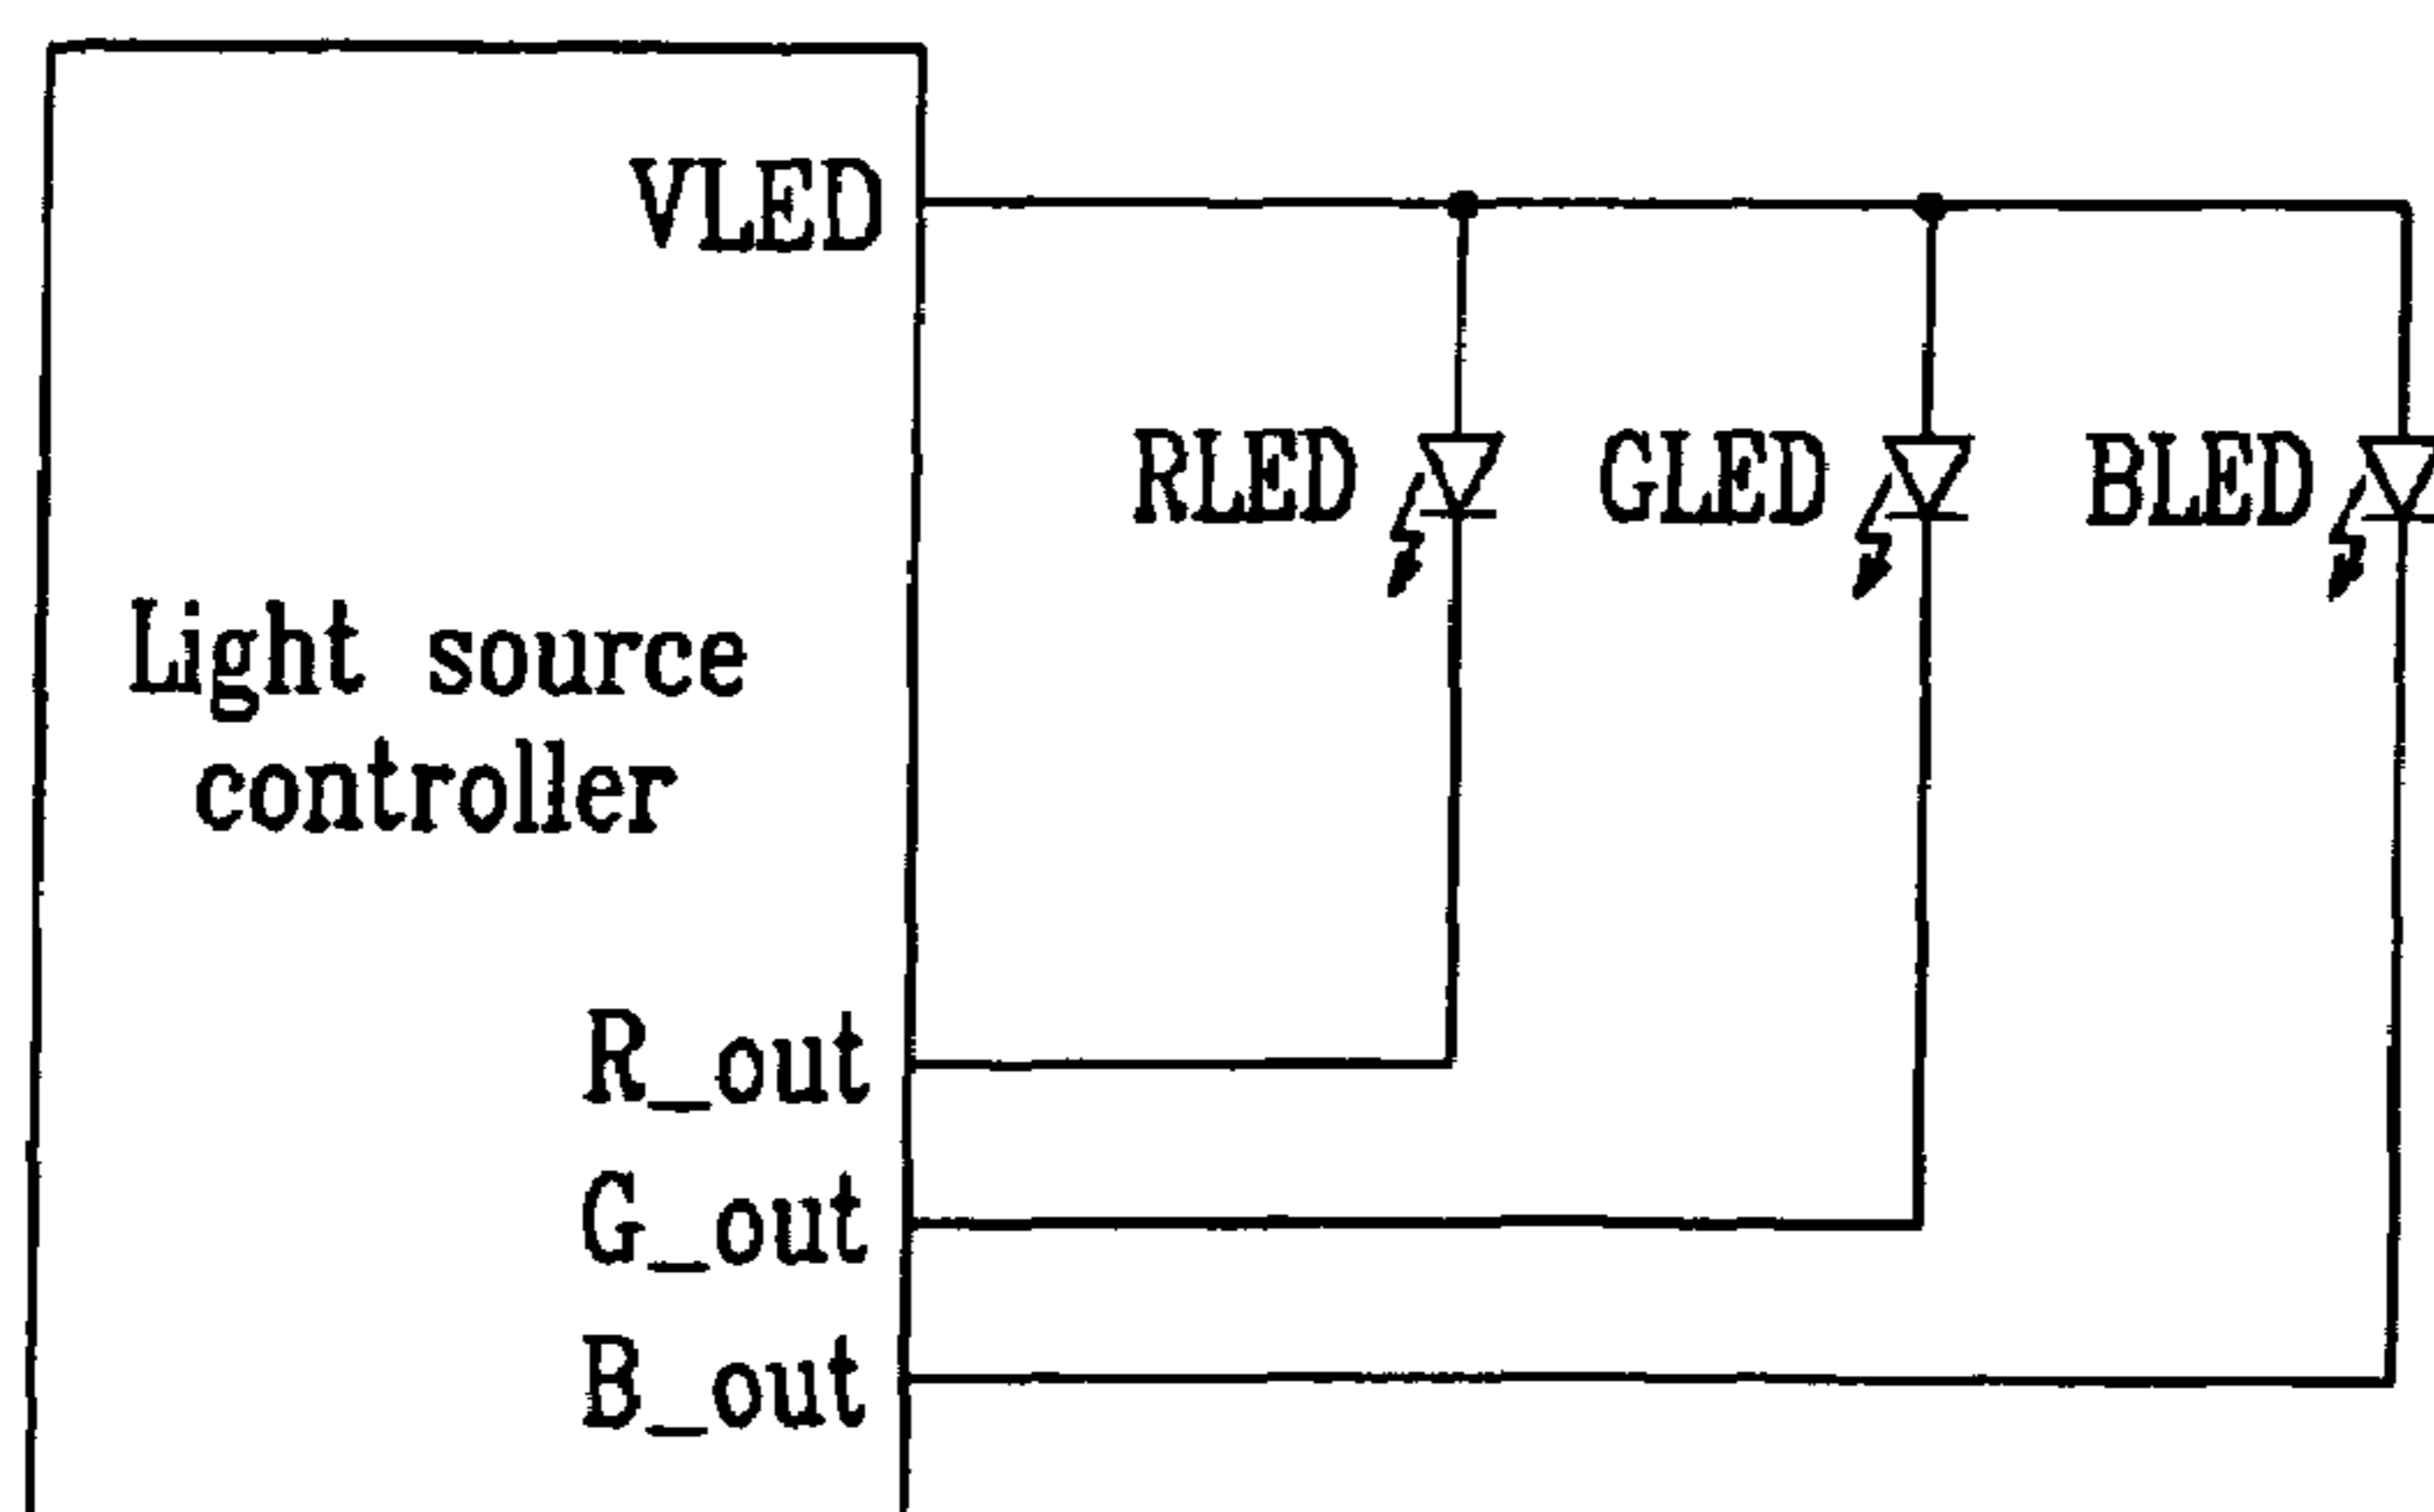 VLED
RLED GLED BLED
Light source
controller
R_out
G_out
B_out